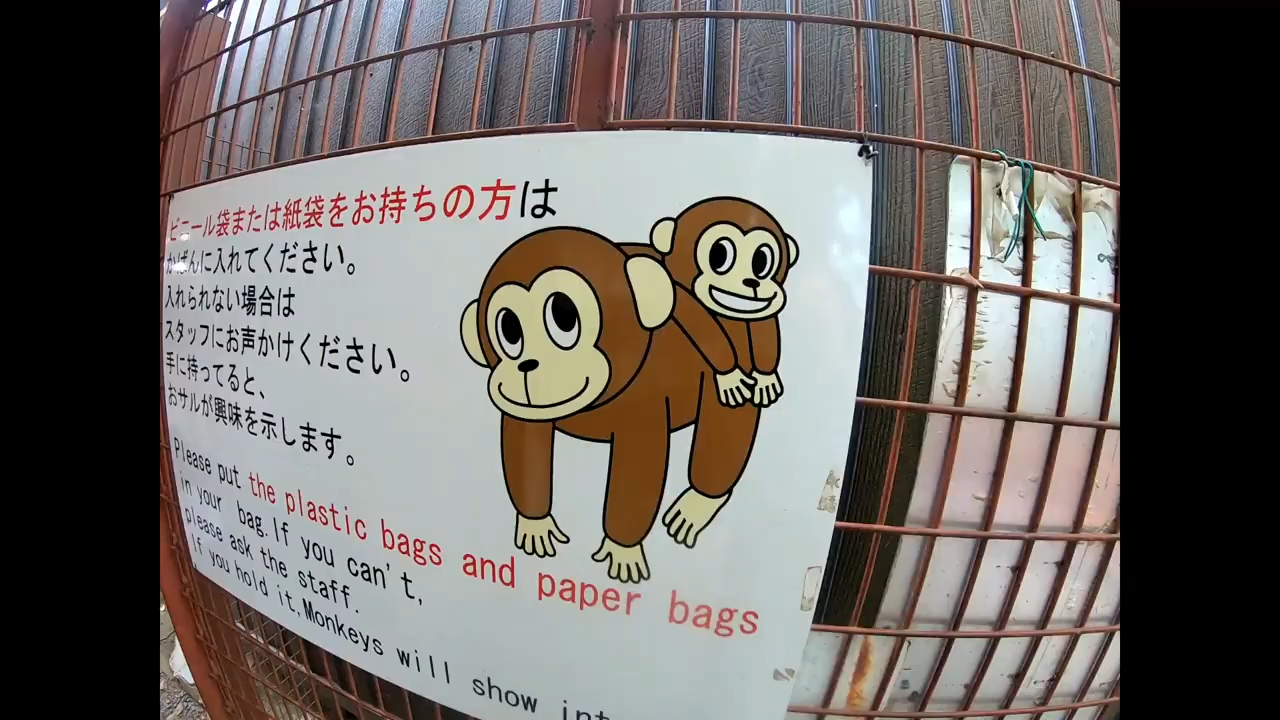 ビニール袋または紙袋をお持ちの方は
かばんに入れてください。
入れられない場合は
スタッフにお声かけください。
手に持ってると、
おサルが興味を示します。
Please put the plastic bags and paper bags
in your bag.If you can't,
please ask the staff.
If you hold it,Monkeys will show